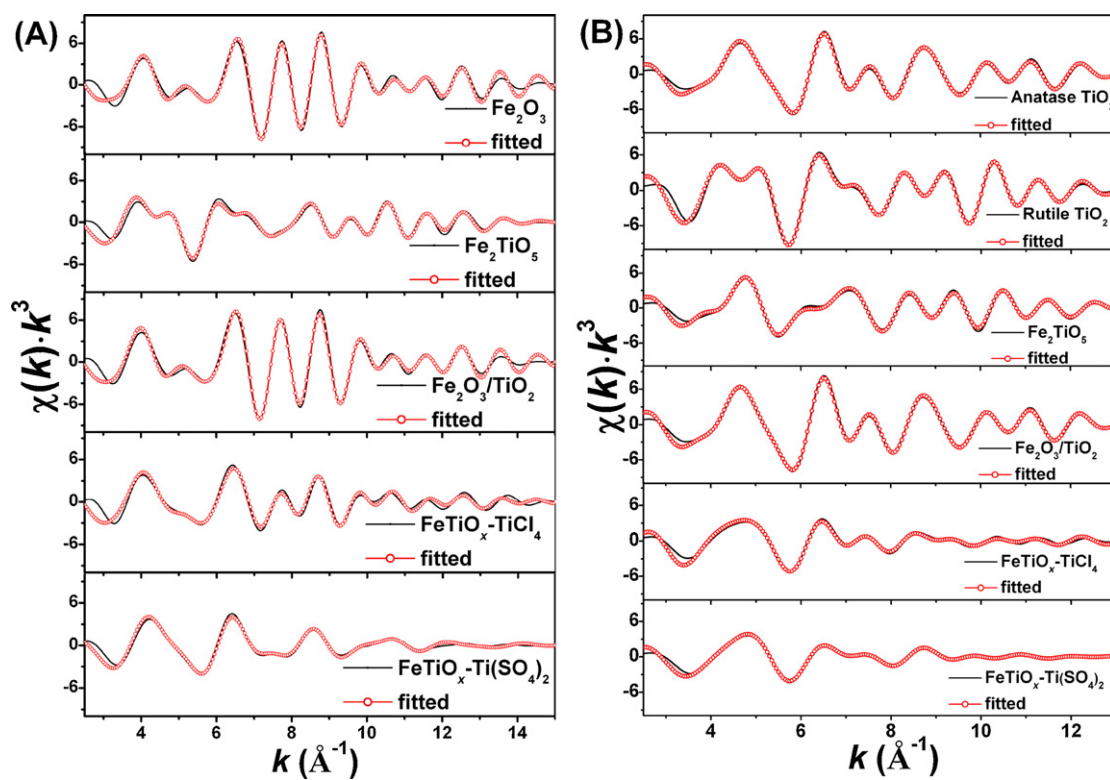 (A)
6
0
-6
Fe₂O₃
fitted
6
0
-6
Fe₂TiO₅
fitted
6
0
-6
Fe₂O₃/TiO₂
fitted
6
0
-6
FeTiOₓ-TiCl₄
fitted
6
0
-6
FeTiOₓ-Ti(SO₄)₂
fitted
4 6 8 10 12 14
k (Å⁻¹)
χ(k)·k³
(B)
6
0
-6
Anatase TiO₂
fitted
6
0
-6
Rutile TiO₂
fitted
6
0
-6
Fe₂TiO₅
fitted
6
0
-6
Fe₂O₃/TiO₂
fitted
6
0
-6
FeTiOₓ-TiCl₄
fitted
6
0
-6
FeTiOₓ-Ti(SO₄)₂
fitted
4 6 8 10 12
k (Å⁻¹)
χ(k)·k³